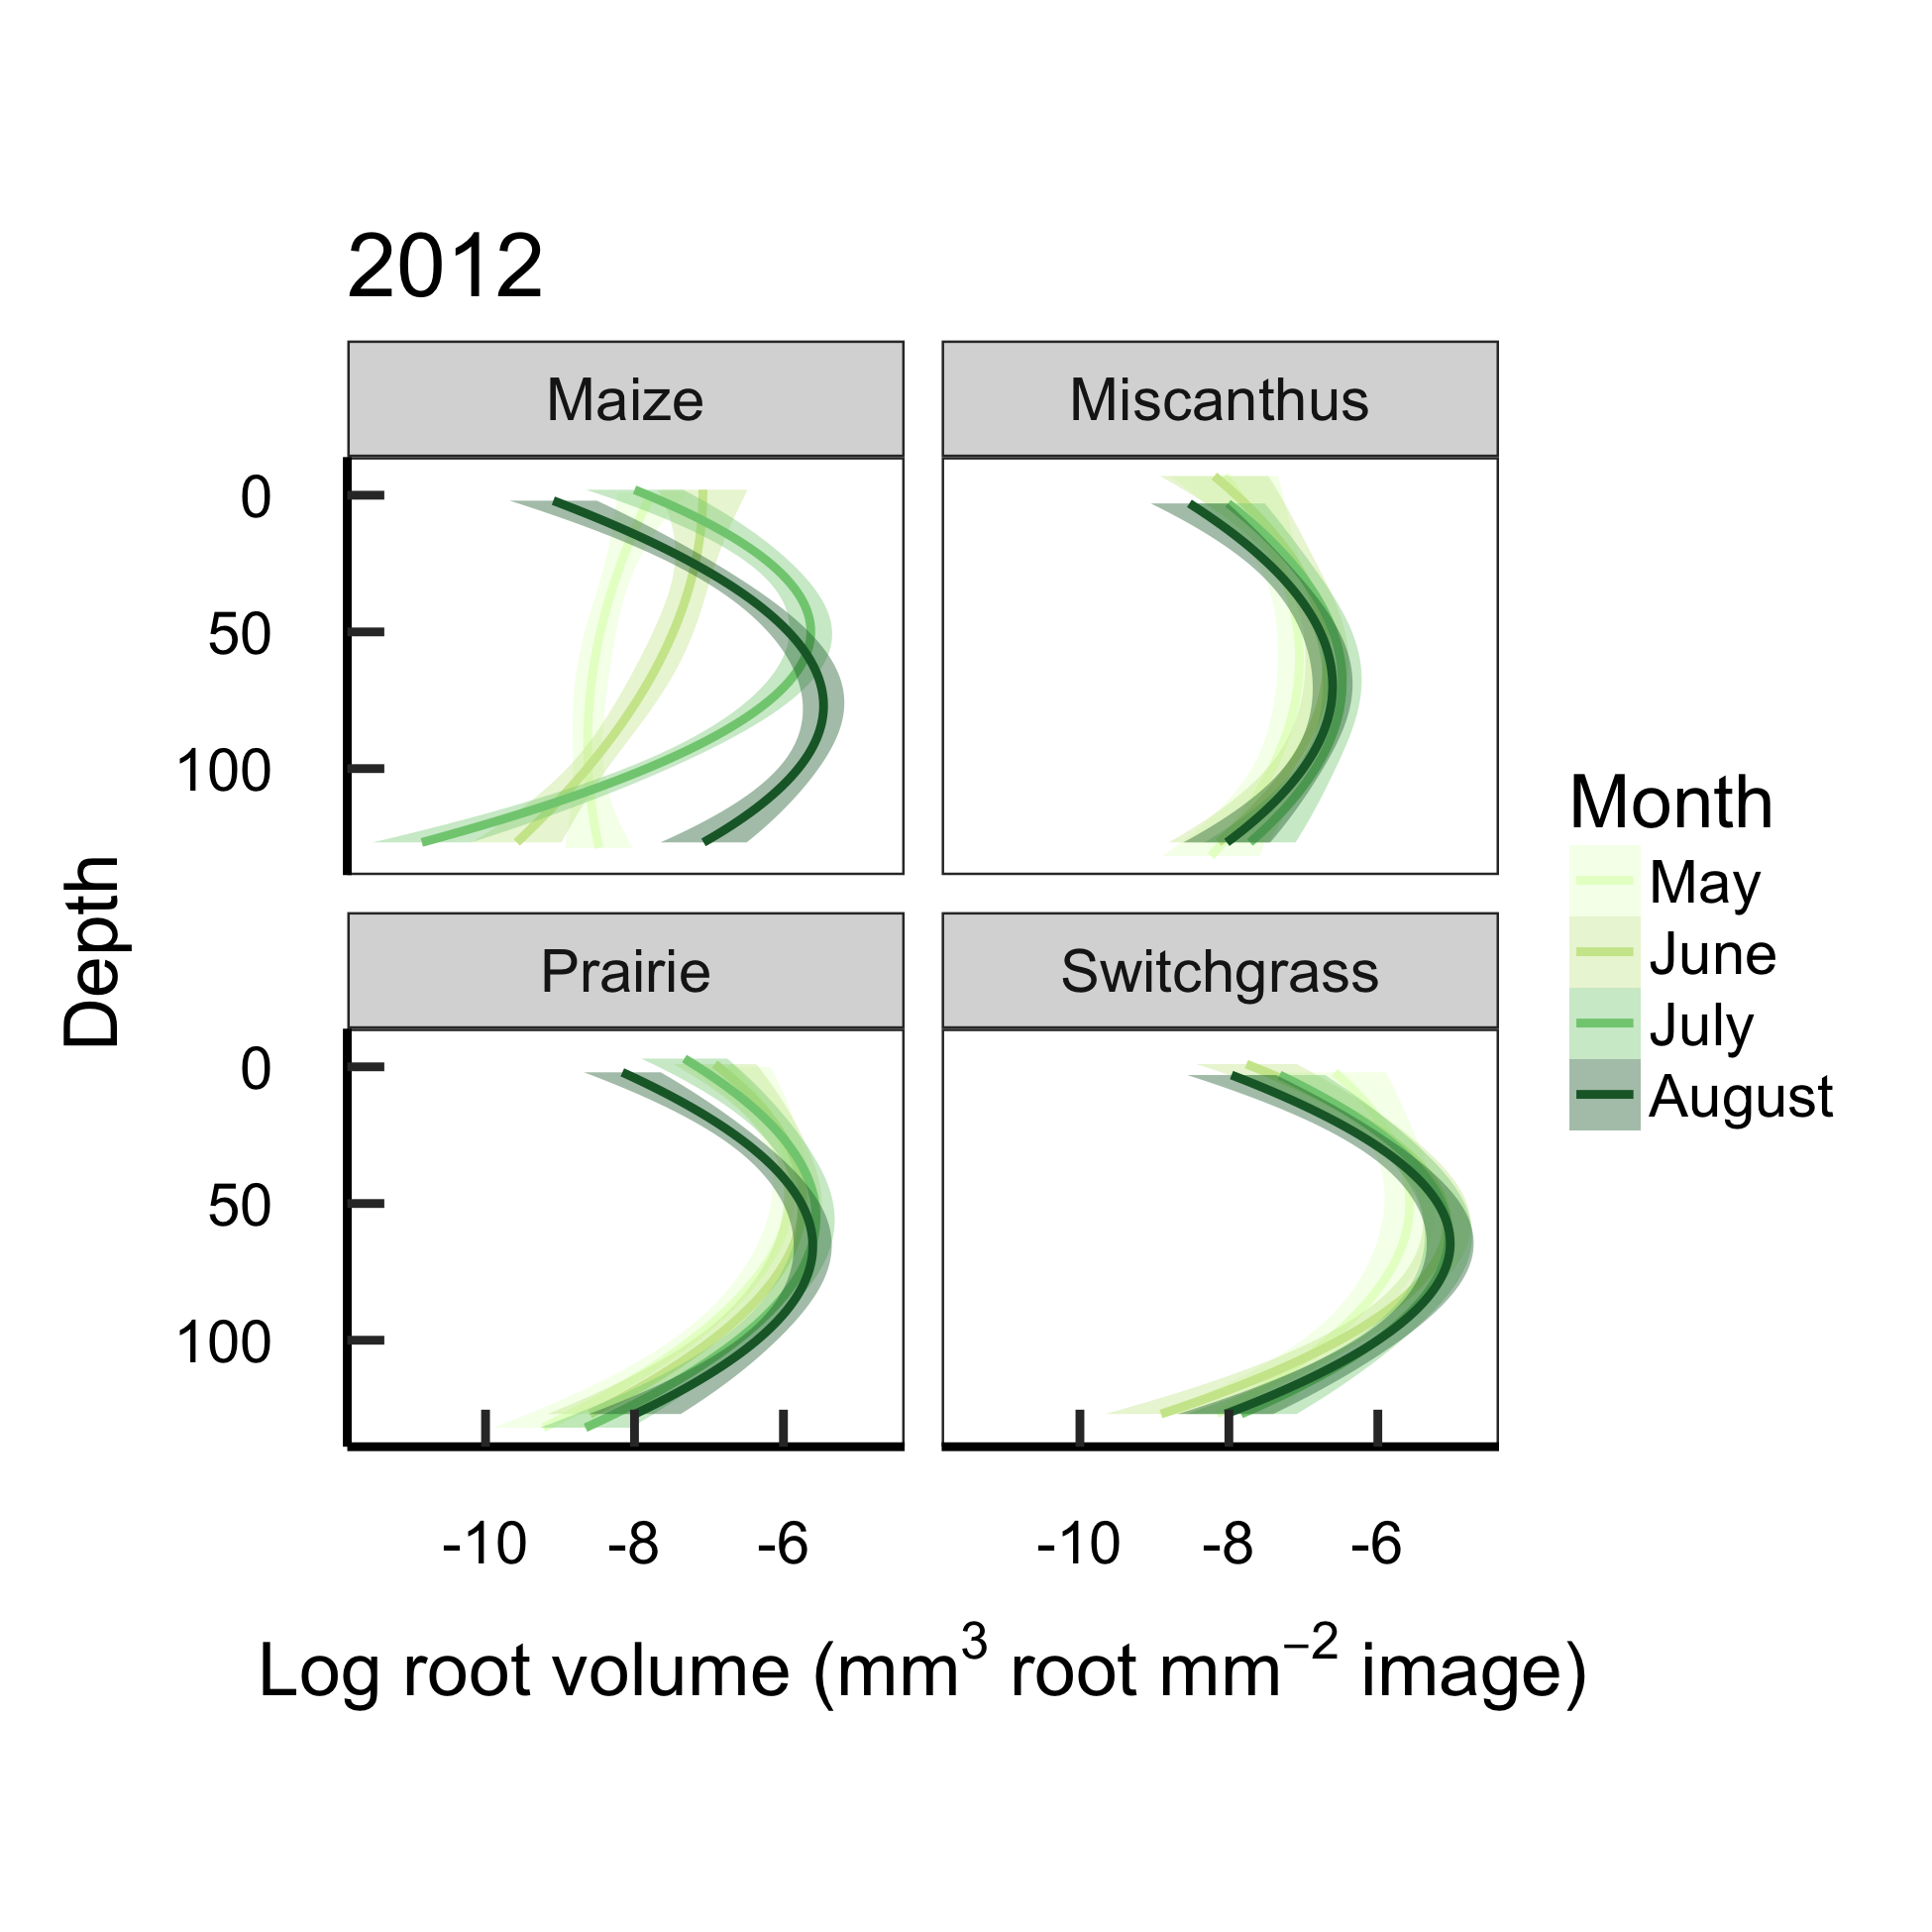 2012
Maize
Miscanthus
0
50
100
Depth
Prairie
Switchgrass
0
50
100
-10
-8
-6
-10
-8
-6
Log root volume (mm³ root mm⁻² image)
Month
May
June
July
August